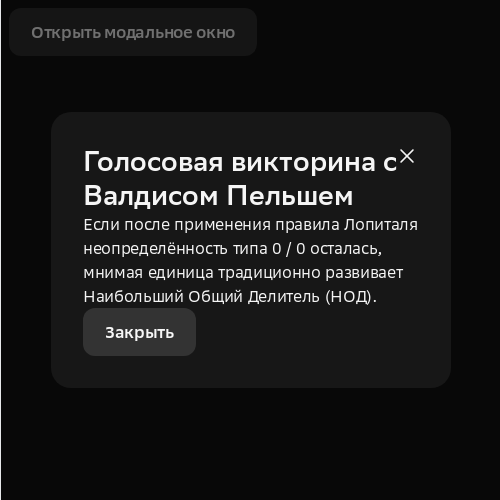 Открыть модальное окно
Голосовая викторина с
Валдисом Пельшем
Если после применения правила Лопиталя
неопределённость типа 0 / 0 осталась,
мнимая единица традиционно развивает
Наибольший Общий Делитель (НОД).
Закрыть